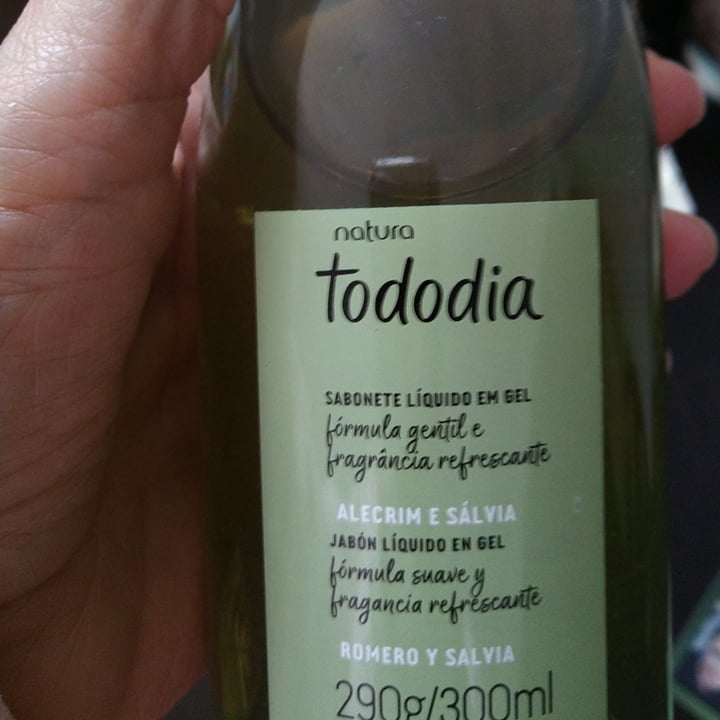 natura
tododia
SABONETE LÍQUIDO EM GEL
fórmula gentil e
fragrância refrescante
ALECRIM E SÁLVIA
JABÓN LÍQUIDO EN GEL
fórmula suave y
fragancia refrescante
ROMERO Y SALVIA
290g/300ml